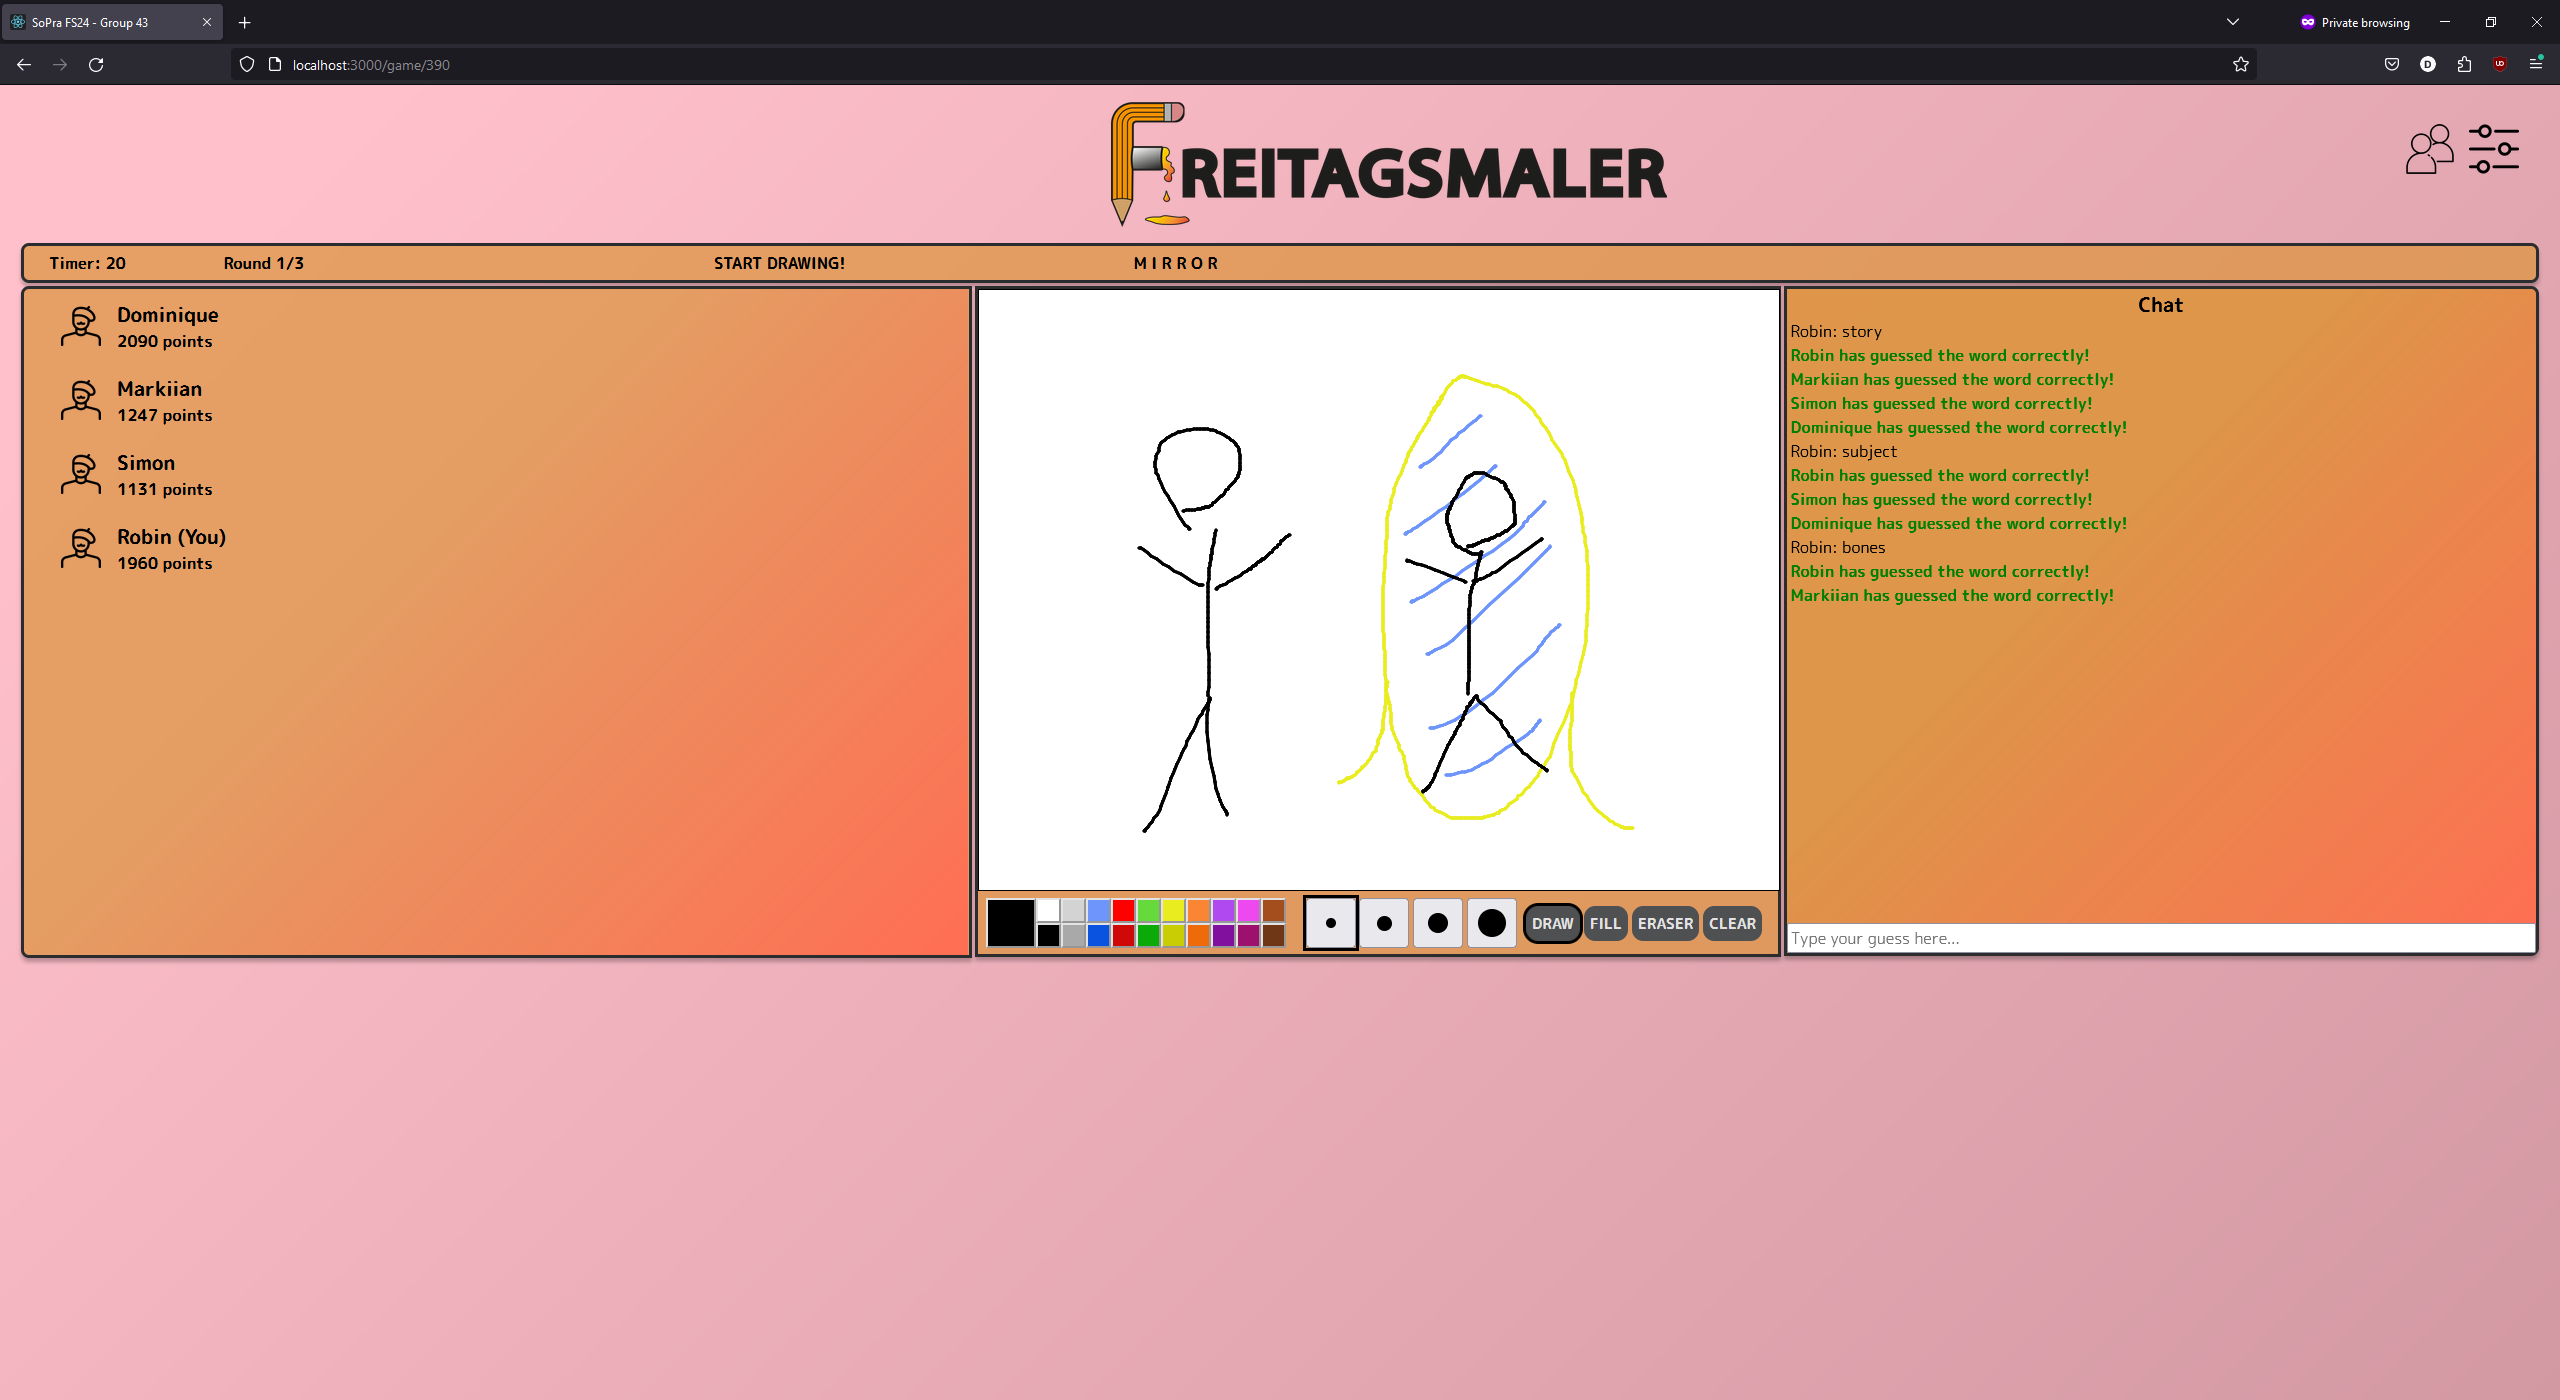 SoPra FS24 - Group 43
Private browsing
localhost:3000/game/390
FREITAGSMALER
Timer: 20
Round 1/3
START DRAWING!
M I R R O R
Dominique
2090 points
Markiian
1247 points
Simon
1131 points
Robin (You)
1960 points
Chat
Robin: story
Robin has guessed the word correctly!
Markiian has guessed the word correctly!
Simon has guessed the word correctly!
Dominique has guessed the word correctly!
Robin: subject
Robin has guessed the word correctly!
Simon has guessed the word correctly!
Dominique has guessed the word correctly!
Robin: bones
Robin has guessed the word correctly!
Markiian has guessed the word correctly!
DRAW
FILL
ERASER
CLEAR
Type your guess here...